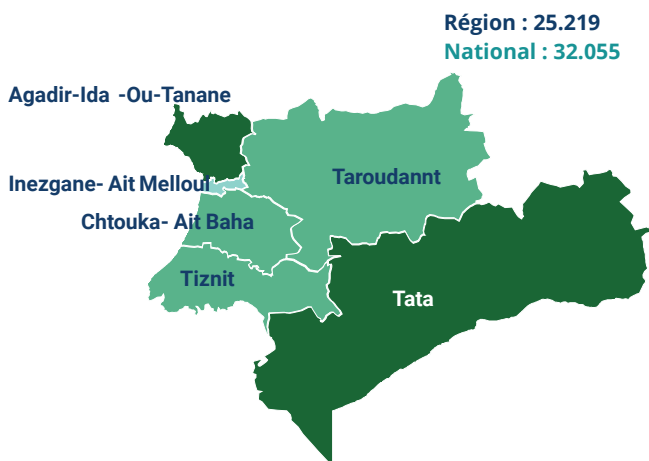 Région : 25.219
National : 32.055
Agadir-Ida -Ou-Tanane
Inezgane- Ait Melloul
Taroudannt
Chtouka- Ait Baha
Tiznit
Tata